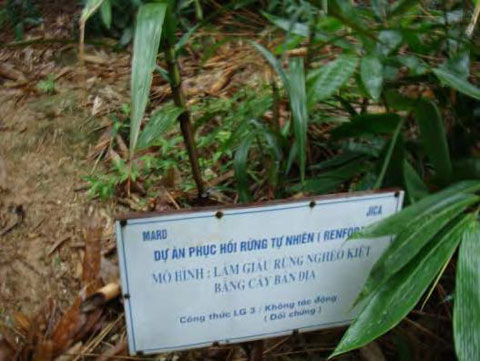 MARD JICA
DỰ ÁN PHỤC HỒI RỪNG TỰ NHIÊN ( RENFODA
MÔ HÌNH : LÀM GIÀU RỪNG NGHÈO KIỆT
BẰNG CÂY BẢN ĐỊA
Công thức LG 3 / Không tác động
( Đối chứng )